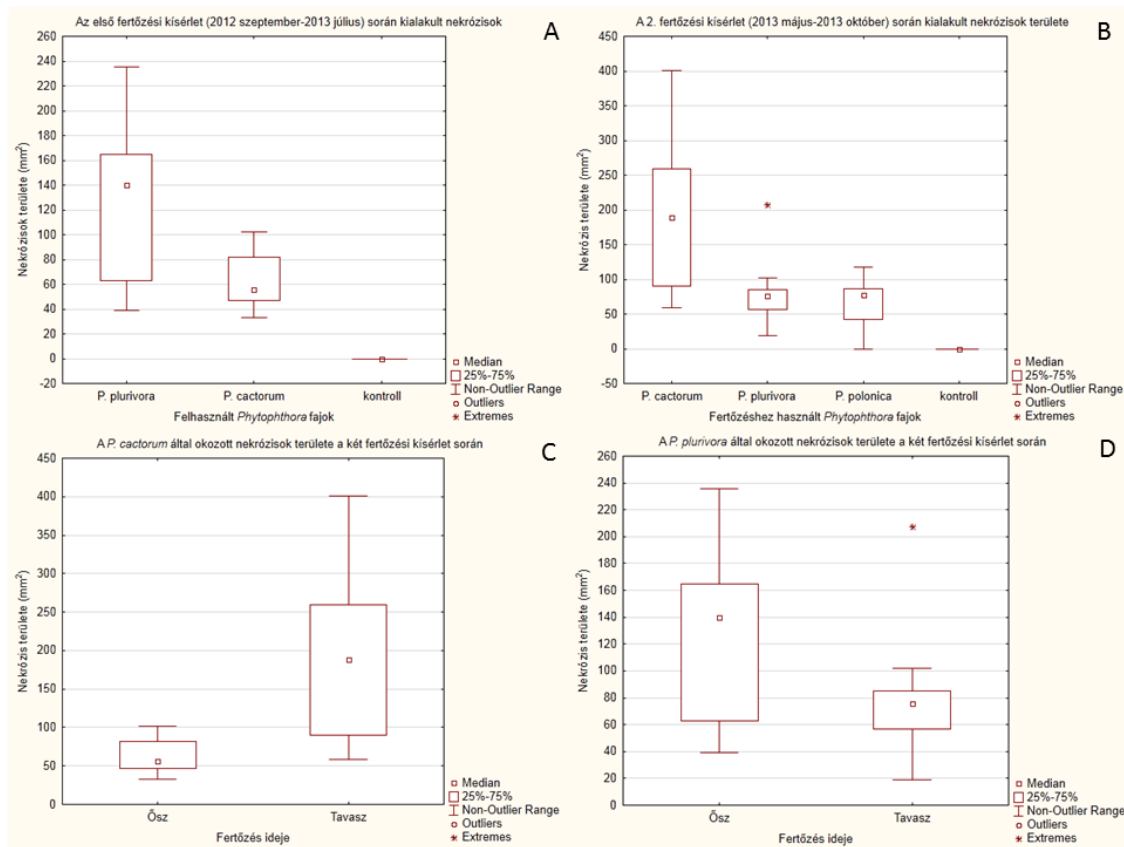 Az első fertőzési kísérlet (2012 szeptember-2013 július) során kialakult nekrózisok
A
260
240
220
200
180
160
140
120
100
80
60
40
20
0
-20
Nekrózisok területe (mm²)
P. plurivora
P. cactorum
kontroll
Felhasznált Phytophthora fajok
Median
25%-75%
Non-Outlier Range
Outliers
Extremes
A 2. fertőzési kísérlet (2013 május-2013 október) során kialakult nekrózisok területe
B
450
400
350
300
250
200
150
100
50
0
-50
Nekrózis területe (mm²)
P. cactorum
P. plurivora
P. polonica
kontroll
Fertőzéshez használt Phytophthora fajok
Median
25%-75%
Non-Outlier Range
Outliers
Extremes
A P. cactorum által okozott nekrózisok területe a két fertőzési kísérlet során
C
450
400
350
300
250
200
150
100
50
0
Nekrózis területe (mm²)
Ősz
Tavasz
Fertőzés ideje
Median
25%-75%
Non-Outlier Range
Outliers
Extremes
A P. plurivora által okozott nekrózisok területe a két fertőzési kísérlet során
D
260
240
220
200
180
160
140
120
100
80
60
40
20
0
Nekrózis területe (mm²)
Ősz
Tavasz
Fertőzés ideje
Median
25%-75%
Non-Outlier Range
Outliers
Extremes